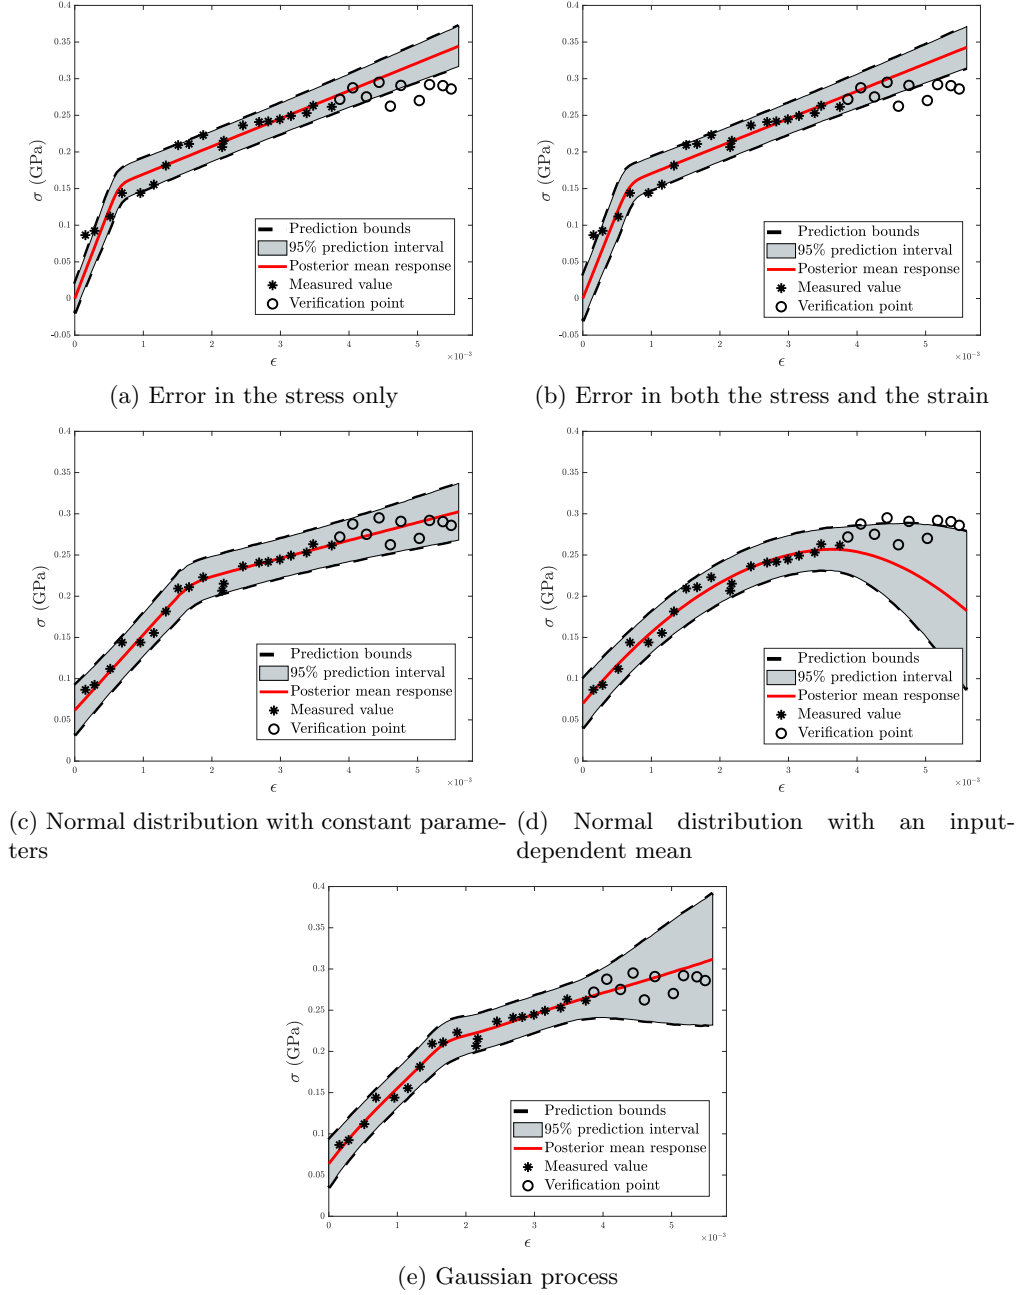 0.4
0.35
0.3
0.25
0.2
0.15
0.1
0.05
0
-0.05
σ (GPa)
Prediction bounds
95% prediction interval
Posterior mean response
Measured value
Verification point
0 1 2 3 4 5
×10⁻³
ϵ
(a) Error in the stress only
0.4
0.35
0.3
0.25
0.2
0.15
0.1
0.05
0
-0.05
σ (GPa)
Prediction bounds
95% prediction interval
Posterior mean response
Measured value
Verification point
0 1 2 3 4 5
×10⁻³
ϵ
(b) Error in both the stress and the strain
0.4
0.35
0.3
0.25
0.2
0.15
0.1
0.05
0
σ (GPa)
Prediction bounds
95% prediction interval
Posterior mean response
Measured value
Verification point
0 1 2 3 4 5
×10⁻³
ϵ
(c) Normal distribution with constant parame-
ters
0.4
0.35
0.3
0.25
0.2
0.15
0.1
0.05
0
σ (GPa)
Prediction bounds
95% prediction interval
Posterior mean response
Measured value
Verification point
0 1 2 3 4 5
×10⁻³
ϵ
(d) Normal distribution with an input-
dependent mean
0.4
0.35
0.3
0.25
0.2
0.15
0.1
0.05
0
σ (GPa)
Prediction bounds
95% prediction interval
Posterior mean response
Measured value
Verification point
0 1 2 3 4 5
×10⁻³
ϵ
(e) Gaussian process